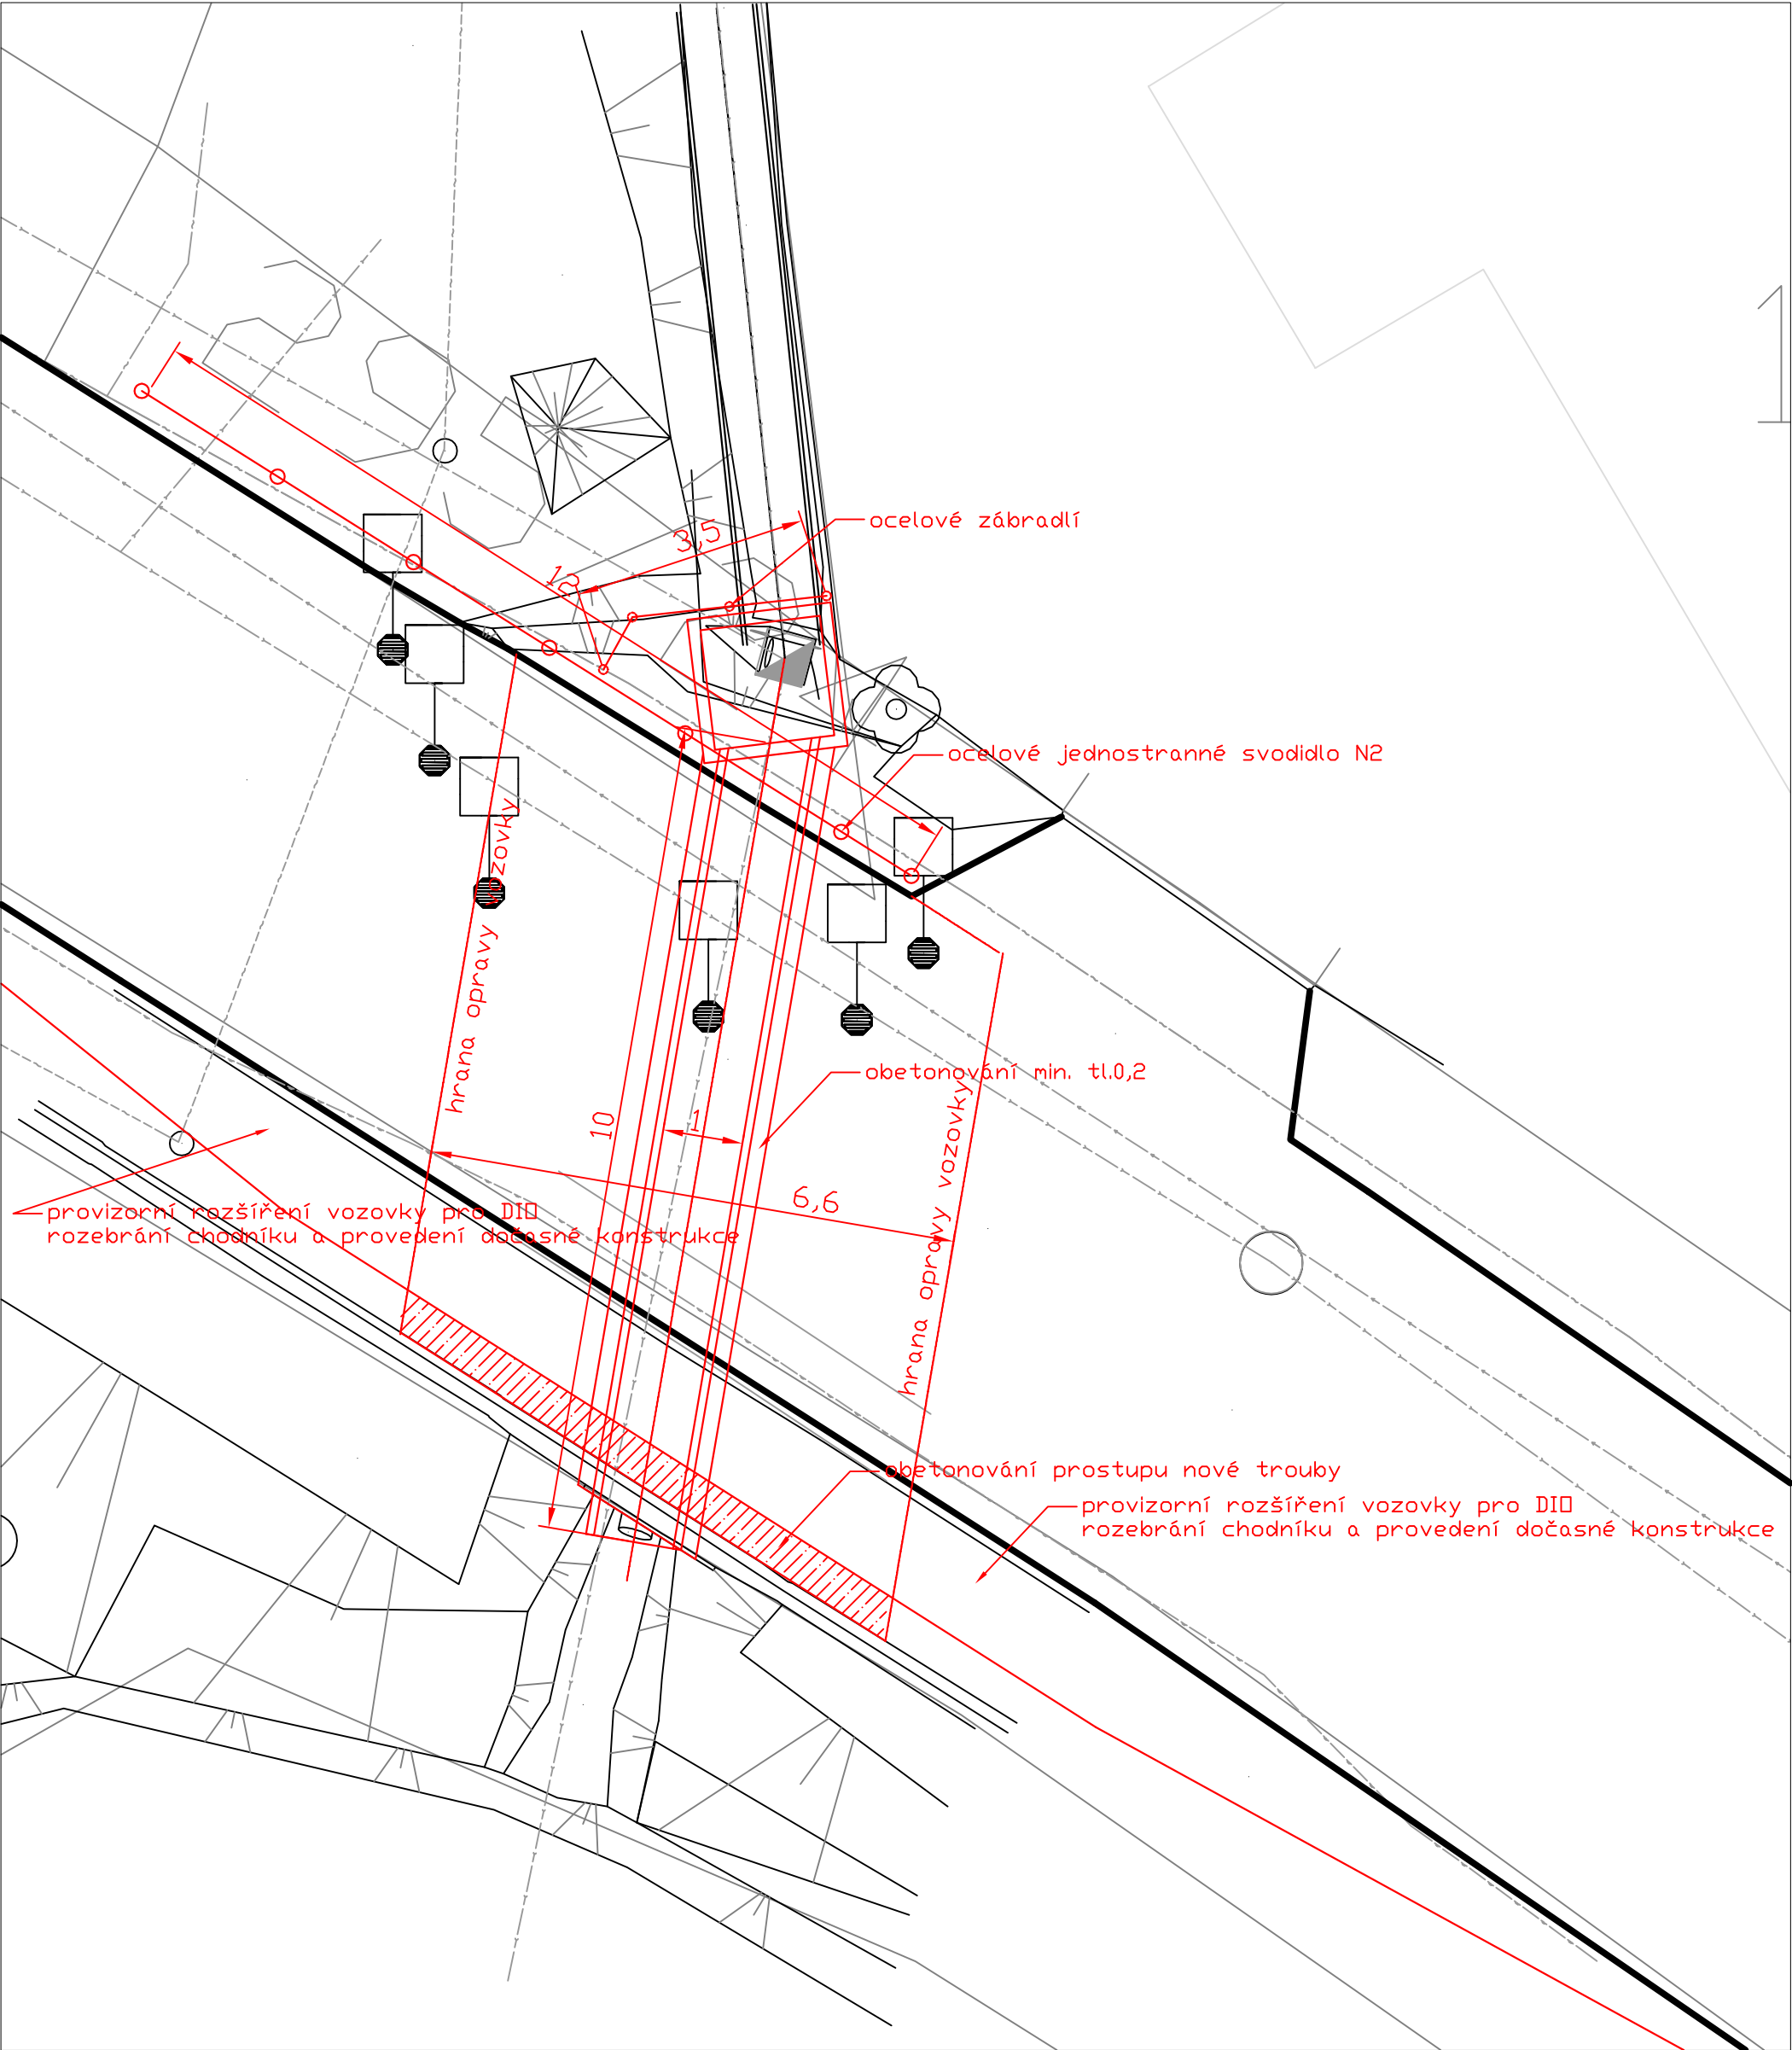 1
ocelové zábradlí
3,5
12
ocelové jednostranné svodidlo N2
hrana opravy vozovky
obetonování min. tl.0,2
10
1
hrana opravy vozovky
6,6
provizorní rozšíření vozovky pro DIO
rozebrání chodníku a provedení dočasné konstrukce
obetonování prostupu nové trouby
provizorní rozšíření vozovky pro DIO
rozebrání chodníku a provedení dočasné konstrukce